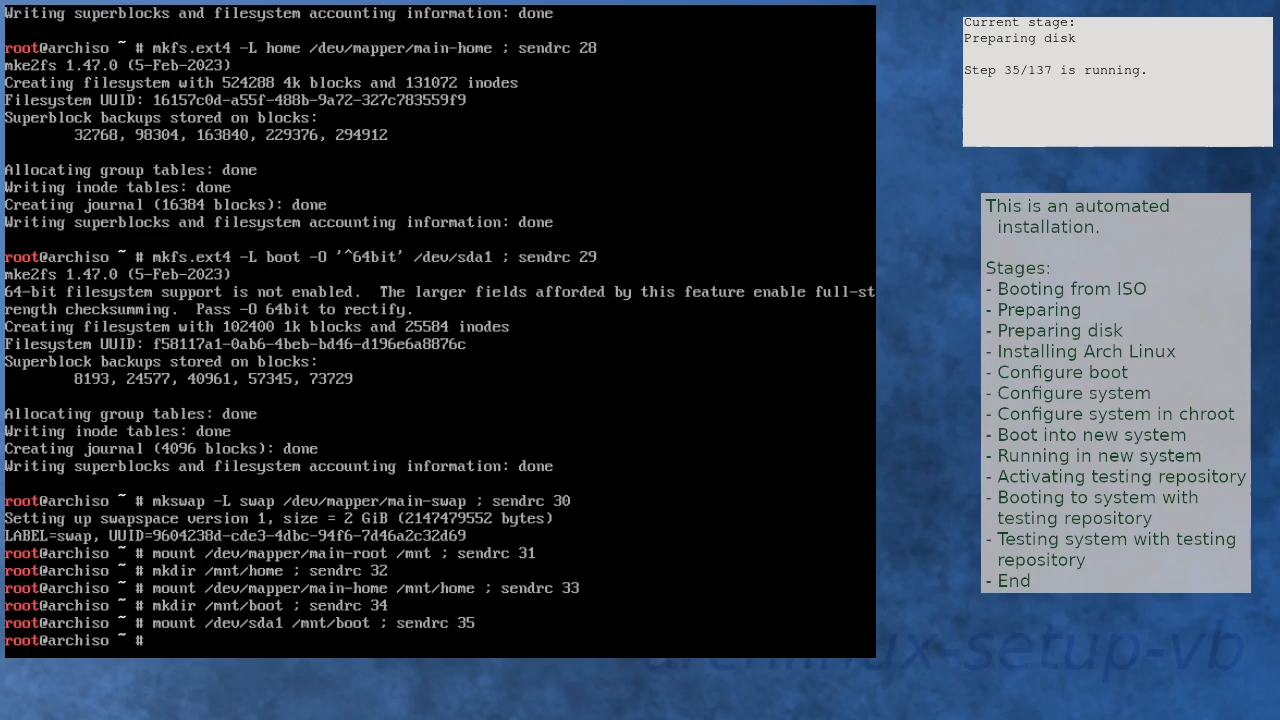 Writing superblocks and filesystem accounting information: done
root@archiso ~ # mkfs.ext4 -L home /dev/mapper/main-home ; sendrc 28
mke2fs 1.47.0 (5-Feb-2023)
Creating filesystem with 524288 4k blocks and 131072 inodes
Filesystem UUID: 16157c0d-a55f-488b-9a72-327c783559f9
Superblock backups stored on blocks:
32768, 98304, 163840, 229376, 294912
Allocating group tables: done
Writing inode tables: done
Creating journal (16384 blocks): done
Writing superblocks and filesystem accounting information: done
root@archiso ~ # mkfs.ext4 -L boot -O '^64bit' /dev/sda1 ; sendrc 29
mke2fs 1.47.0 (5-Feb-2023)
64-bit filesystem support is not enabled.  The larger fields afforded by this feature enable full-st
rength checksumming.  Pass -O 64bit to rectify.
Creating filesystem with 102400 1k blocks and 25584 inodes
Filesystem UUID: f58117a1-0ab6-4beb-bd46-d196e6a8876c
Superblock backups stored on blocks:
8193, 24577, 40961, 57345, 73729
Allocating group tables: done
Writing inode tables: done
Creating journal (4096 blocks): done
Writing superblocks and filesystem accounting information: done
root@archiso ~ # mkswap -L swap /dev/mapper/main-swap ; sendrc 30
Setting up swapspace version 1, size = 2 GiB (2147479552 bytes)
LABEL=swap, UUID=9604238d-cde3-4dbc-94f6-7d46a2c32d69
root@archiso ~ # mount /dev/mapper/main-root /mnt ; sendrc 31
root@archiso ~ # mkdir /mnt/home ; sendrc 32
root@archiso ~ # mount /dev/mapper/main-home /mnt/home ; sendrc 33
root@archiso ~ # mkdir /mnt/boot ; sendrc 34
root@archiso ~ # mount /dev/sda1 /mnt/boot ; sendrc 35
root@archiso ~ #
Current stage:
Preparing disk
Step 35/137 is running.
This is an automated
installation.
Stages:
- Booting from ISO
- Preparing
- Preparing disk
- Installing Arch Linux
- Configure boot
- Configure system
- Configure system in chroot
- Boot into new system
- Running in new system
- Activating testing repository
- Booting to system with
testing repository
- Testing system with testing
repository
- End
archlinux-setup-vb